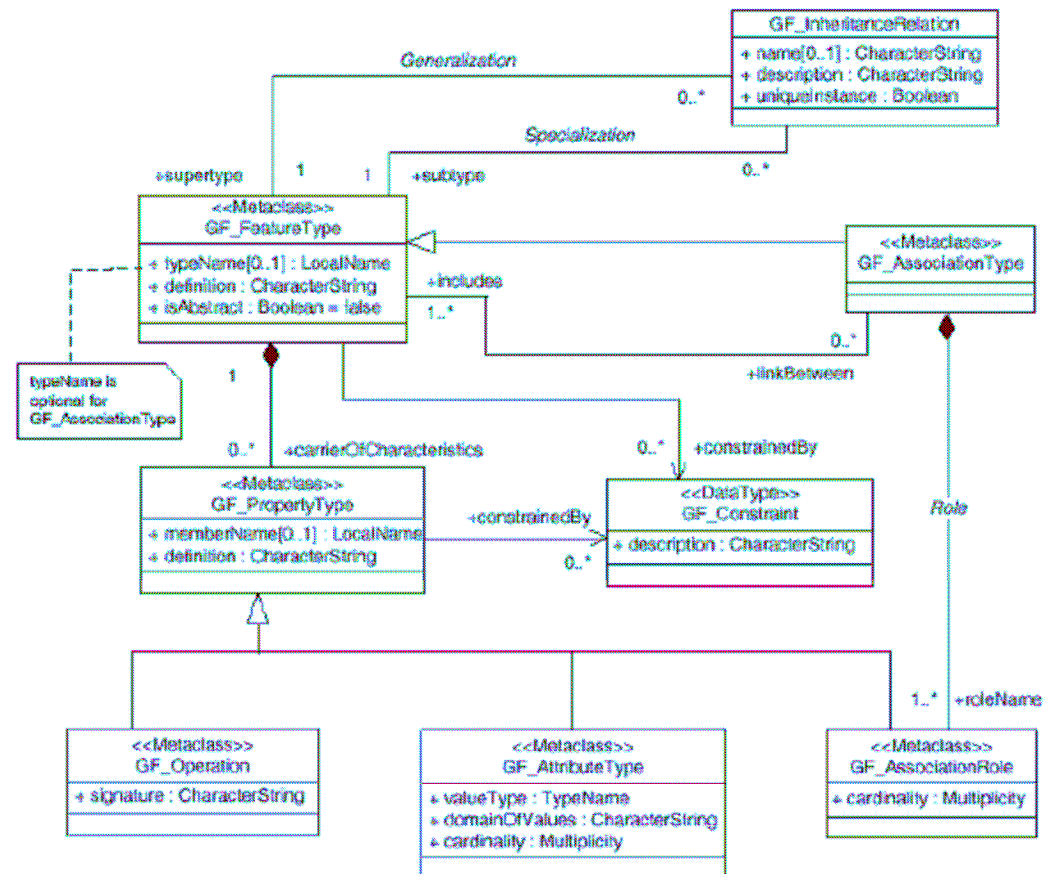 GF_InheritanceRelation
+ name[0..1] : CharacterString
+ description : CharacterString
+ uniqueInstance : Boolean
Generalization
0..*
Specialization
0..*
+supertype
1
1
+subtype
<<Metaclass>>
GF_FeatureType
+ typeName[0..1] : LocalName
+ definition : CharacterString
+ isAbstract : Boolean = false
<<Metaclass>>
GF_AssociationType
+includes
1..*
0..*
+linkBetween
typeName is
optional for
GF_AssociationType
1
0..*
+carrierOfCharacteristics
0..*
+constrainedBy
<<Metaclass>>
GF_PropertyType
+ memberName[0..1] : LocalName
+ definition : CharacterString
+constrainedBy
0..*
<<DataType>>
GF_Constraint
+ description : CharacterString
Role
1..*
+roleName
<<Metaclass>>
GF_Operation
+ signature : CharacterString
<<Metaclass>>
GF_AttributeType
+ valueType : TypeName
+ domainOfValues : CharacterString
+ cardinality : Multiplicity
<<Metaclass>>
GF_AssociationRole
+ cardinality : Multiplicity